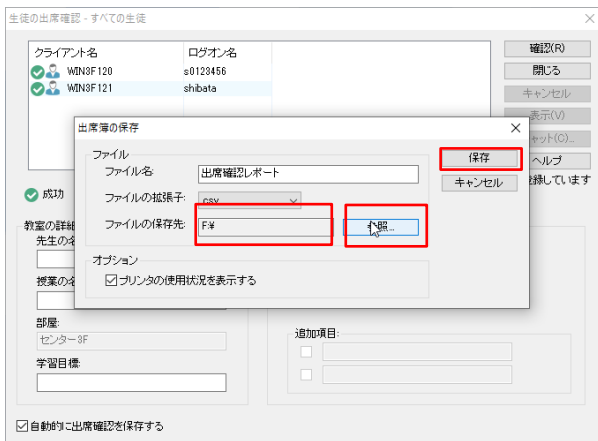 生徒の出席確認 - すべての生徒
クライアント名 ログオン名
WIN3F120 s0123456
WIN3F121 shibata
確認(R)
閉じる
キャンセル
表示(V)
ャット(C)...
ヘルプ
登録しています
成功
出席簿の保存
ファイル
ファイル名: 出席確認レポート
ファイルの拡張子: csv
ファイルの保存先: F:¥ 参照...
保存
キャンセル
オプション
プリンタの使用状況を表示する
教室の詳細
先生の名
授業の名
部屋:
センター3F
学習目標:
追加項目:
自動的に出席確認を保存する